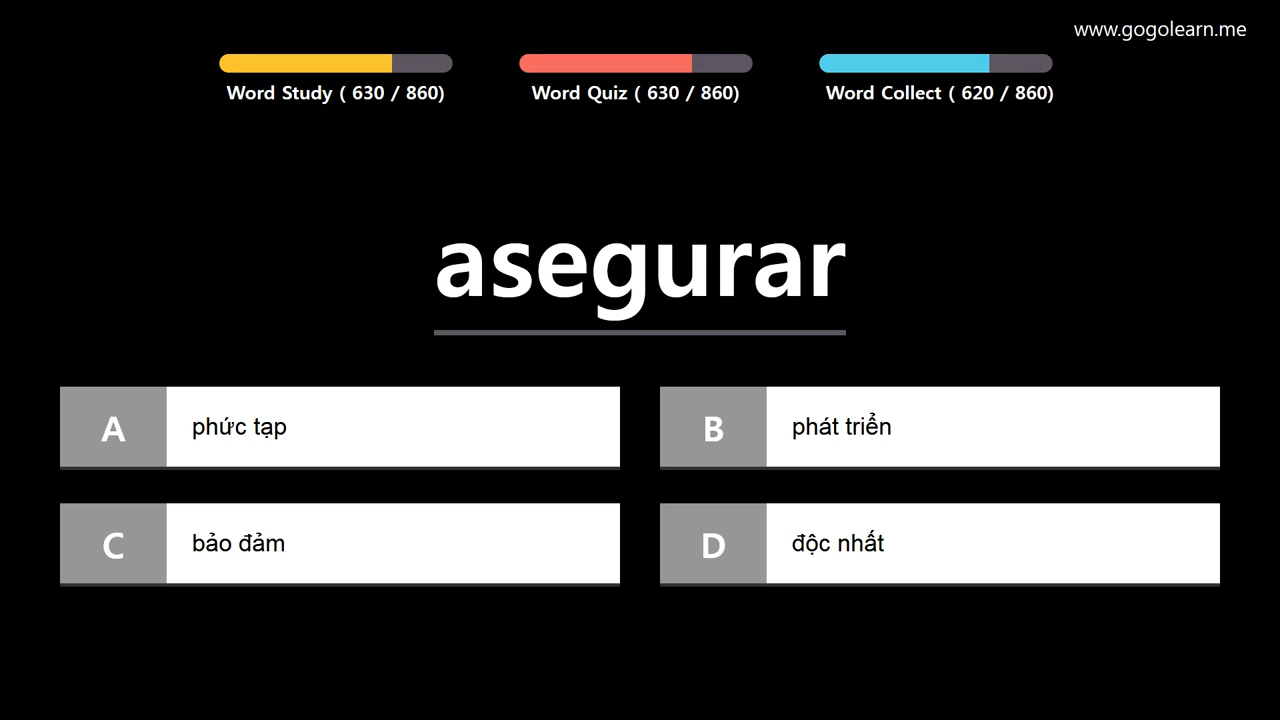 www.gogolearn.me
Word Study ( 630 / 860)
Word Quiz ( 630 / 860)
Word Collect ( 620 / 860)
asegurar
A phức tạp
B phát triển
C bảo đảm
D độc nhất